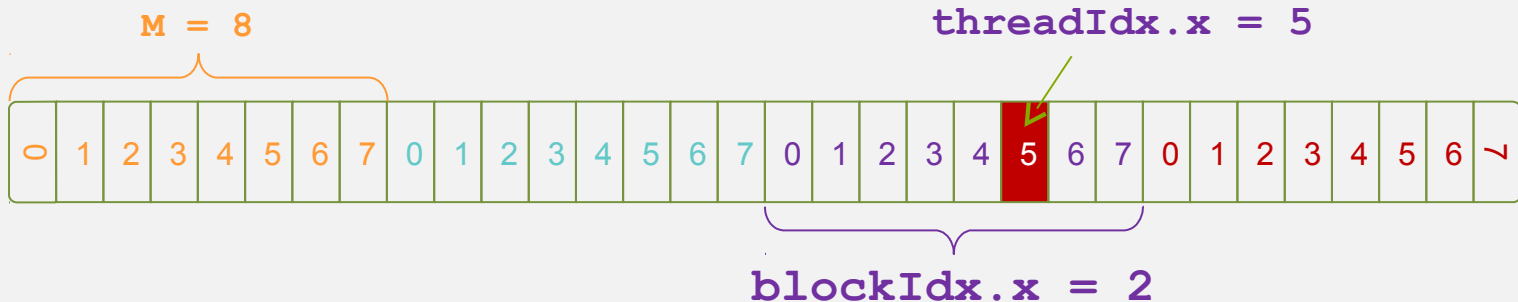 M = 8
threadIdx.x = 5
0 1 2 3 4 5 6 7 0 1 2 3 4 5 6 7 0 1 2 3 4 5 6 7 0 1 2 3 4 5 6 7
blockIdx.x = 2